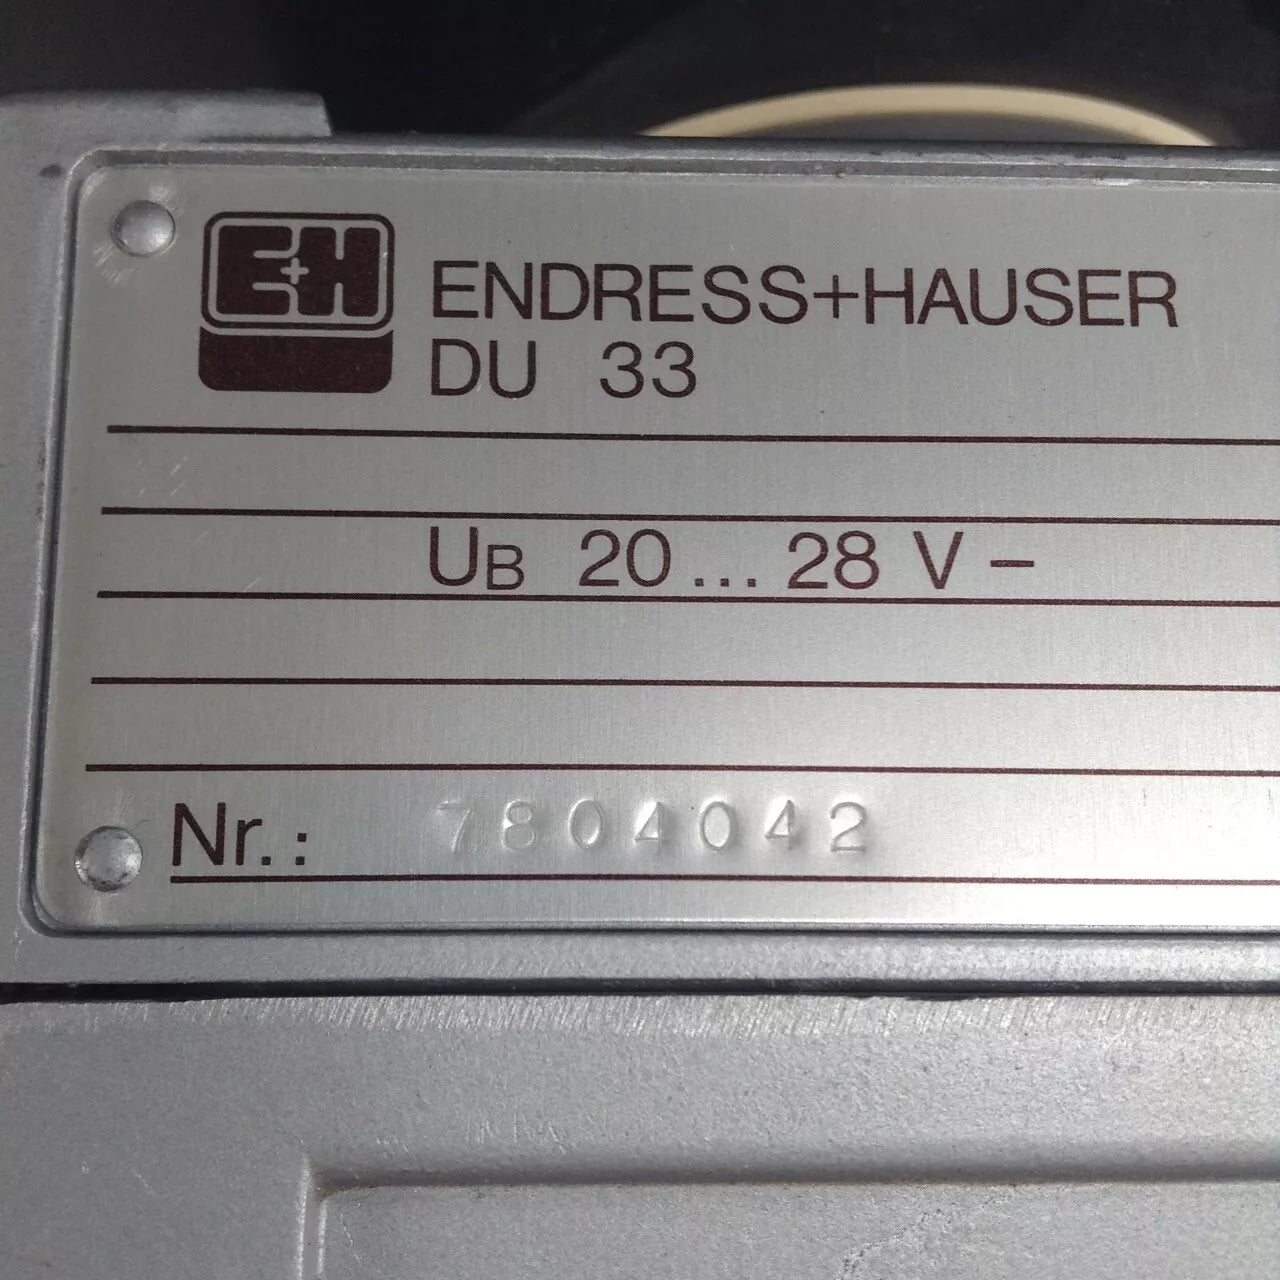 E+H
ENDRESS+HAUSER
DU 33
UB 20 ... 28 V -
Nr.: 7804042